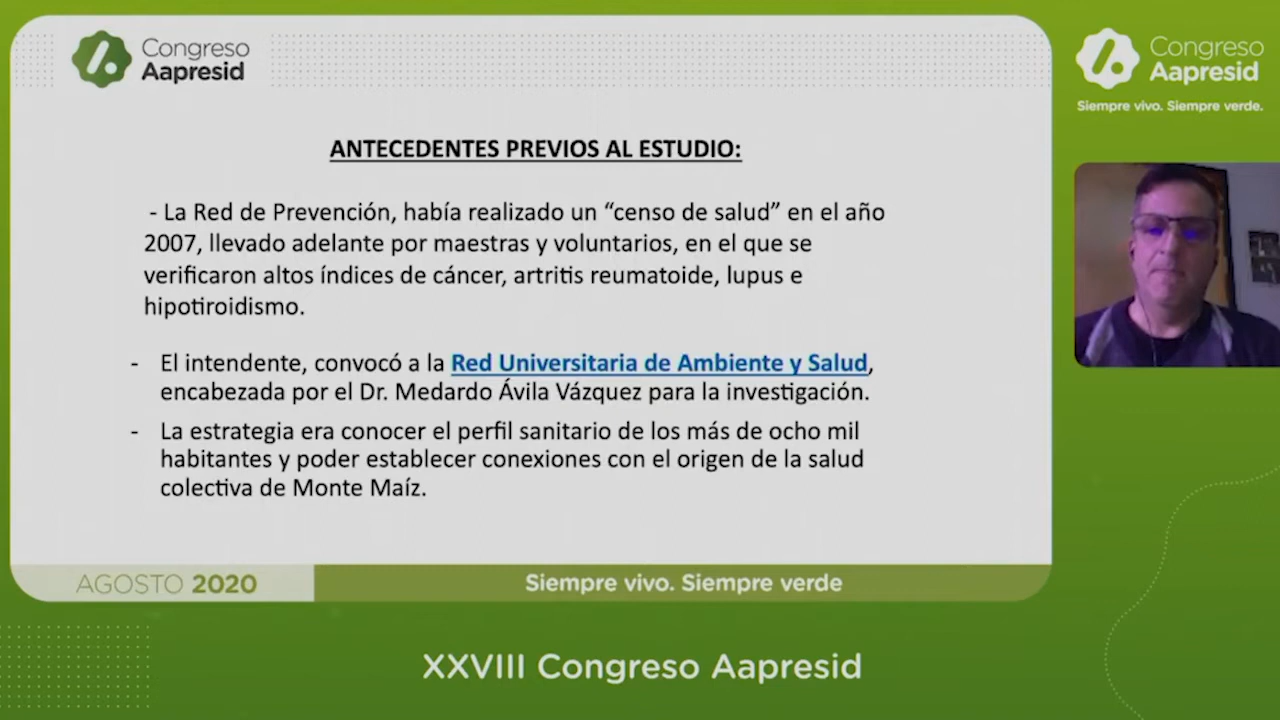 Congreso
Aapresid
Congreso
Aapresid
Siempre vivo. Siempre verde.
ANTECEDENTES PREVIOS AL ESTUDIO:
- La Red de Prevención, había realizado un “censo de salud” en el año
2007, llevado adelante por maestras y voluntarios, en el que se
verificaron altos índices de cáncer, artritis reumatoide, lupus e
hipotiroidismo.
- El intendente, convocó a la Red Universitaria de Ambiente y Salud,
encabezada por el Dr. Medardo Ávila Vázquez para la investigación.
- La estrategia era conocer el perfil sanitario de los más de ocho mil
habitantes y poder establecer conexiones con el origen de la salud
colectiva de Monte Maíz.
AGOSTO 2020
Siempre vivo. Siempre verde
XXVIII Congreso Aapresid